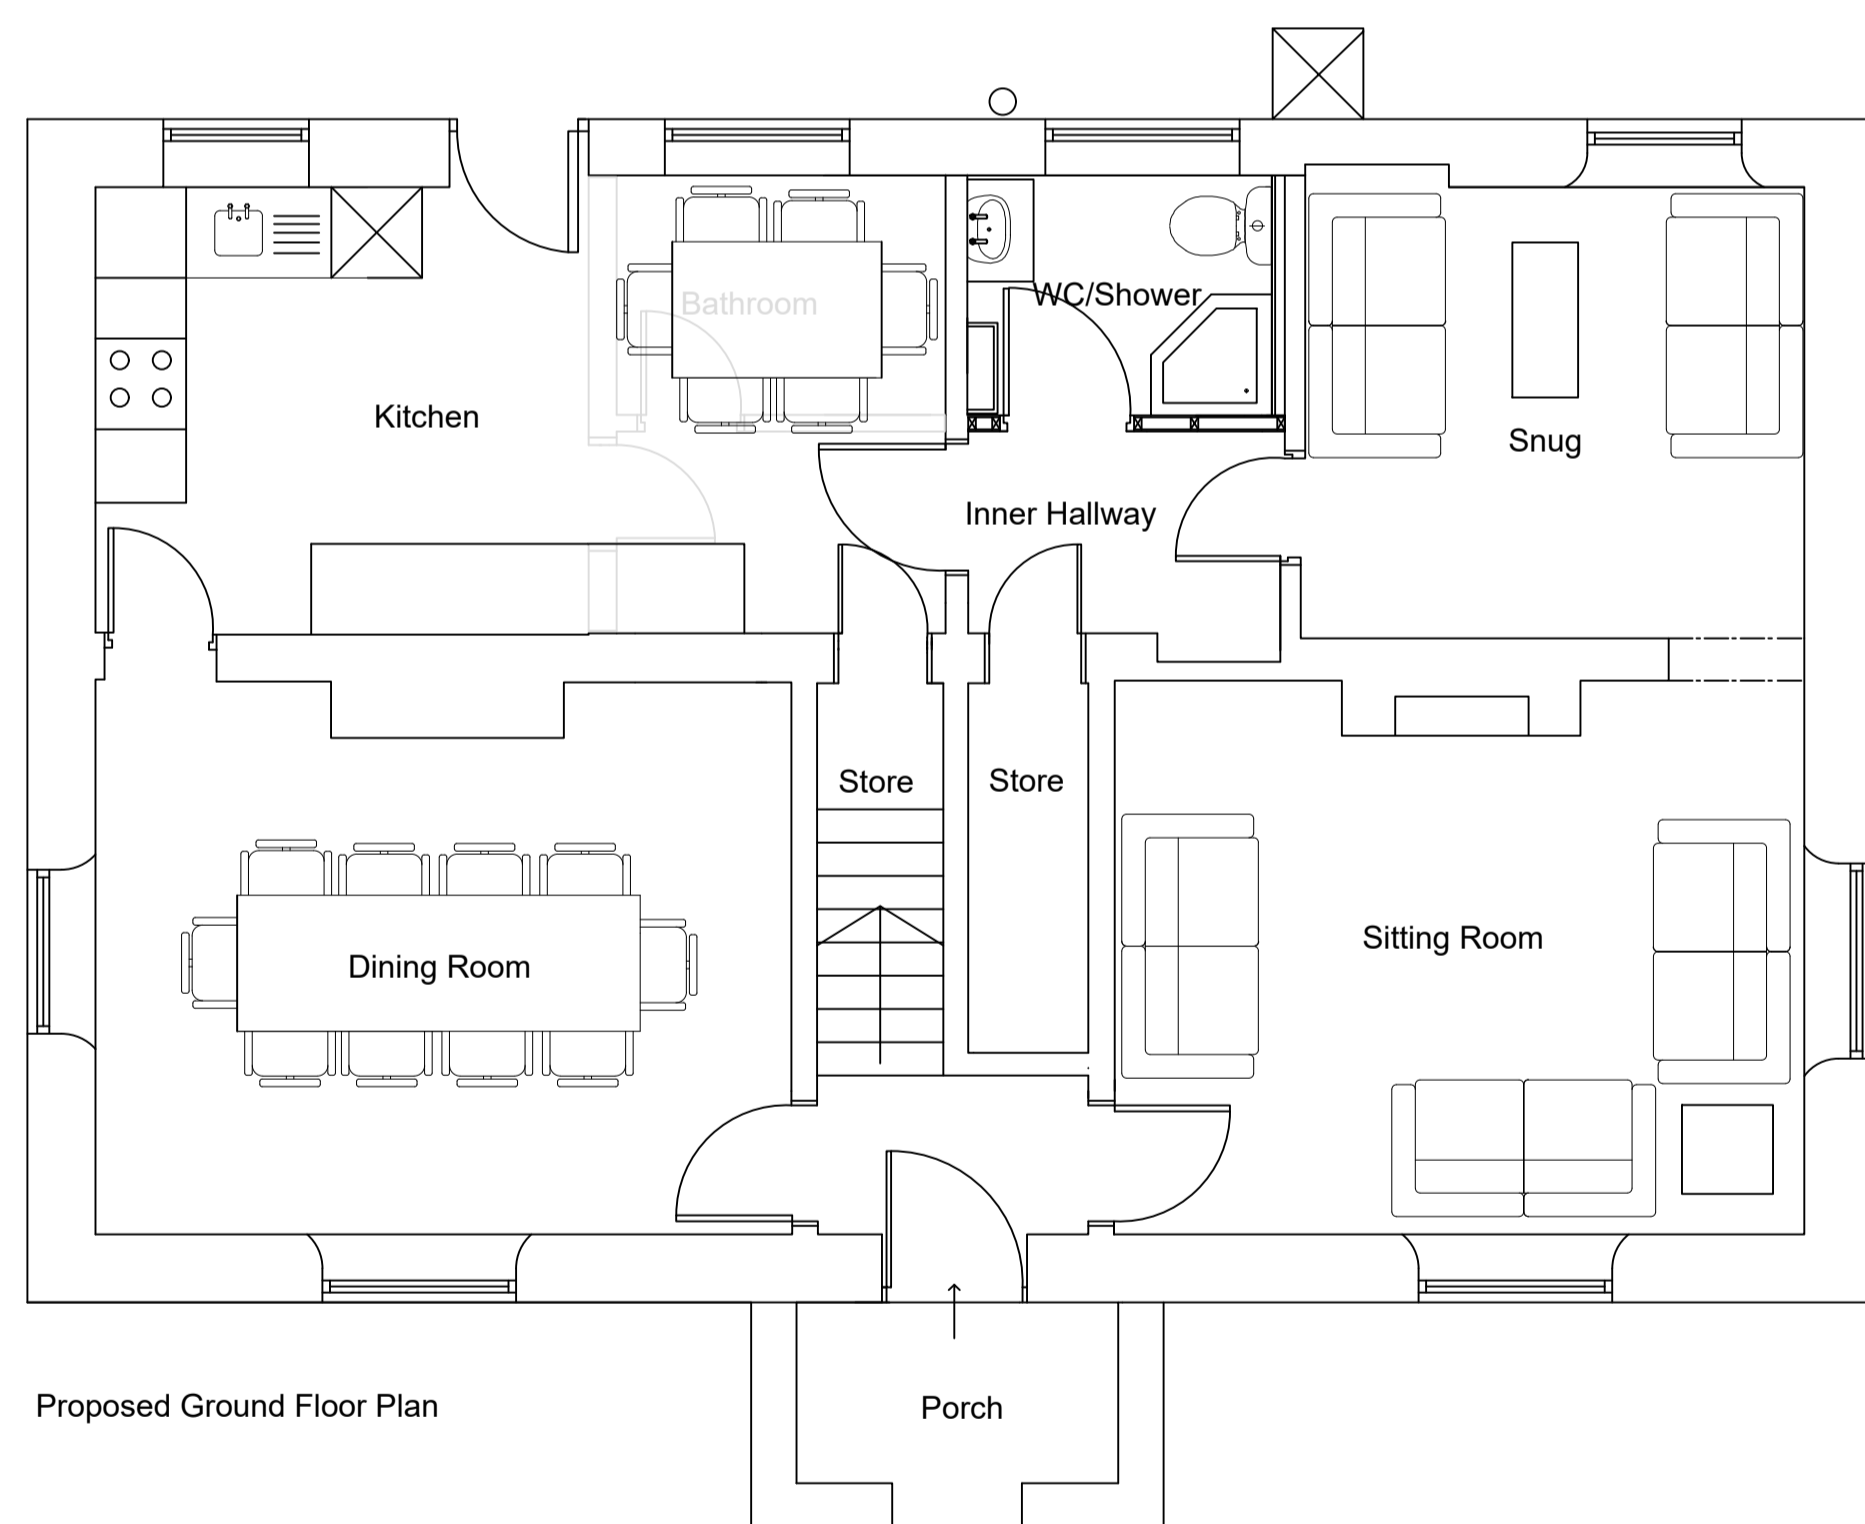 Bathroom
WC/Shower
Kitchen
Snug
Inner Hallway
Store
Store
Dining Room
Sitting Room
Proposed Ground Floor Plan
Porch